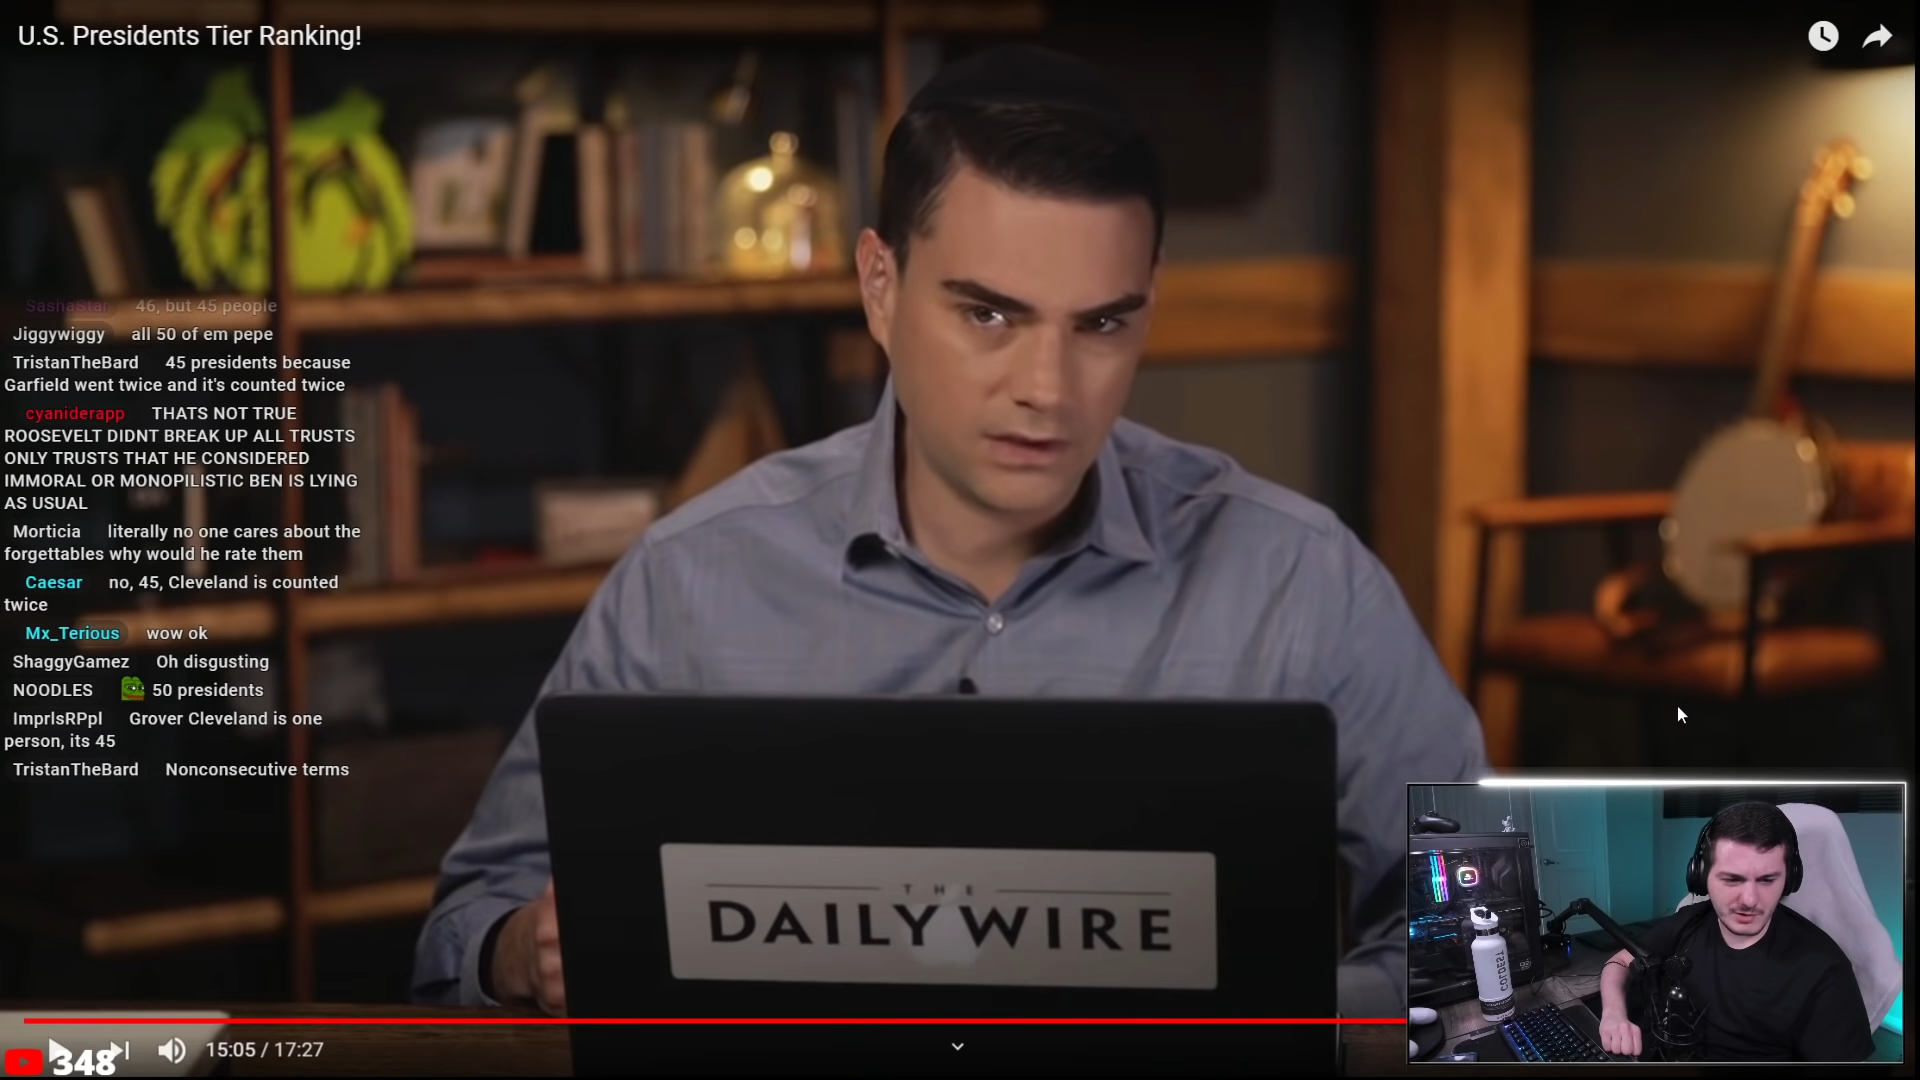 U.S. Presidents Tier Ranking!
SashaStar 46, but 45 people
Jiggywiggy all 50 of em pepe
TristanTheBard 45 presidents because
Garfield went twice and it's counted twice
cyaniderapp THATS NOT TRUE
ROOSEVELT DIDNT BREAK UP ALL TRUSTS
ONLY TRUSTS THAT HE CONSIDERED
IMMORAL OR MONOPILISTIC BEN IS LYING
AS USUAL
Morticia literally no one cares about the
forgettables why would he rate them
Caesar no, 45, Cleveland is counted
twice
Mx_Terious wow ok
ShaggyGamez Oh disgusting
NOODLES 50 presidents
ImprlsRPpl Grover Cleveland is one
person, its 45
TristanTheBard Nonconsecutive terms
THE
DAILY WIRE
COLDEST
15:05 / 17:27
348